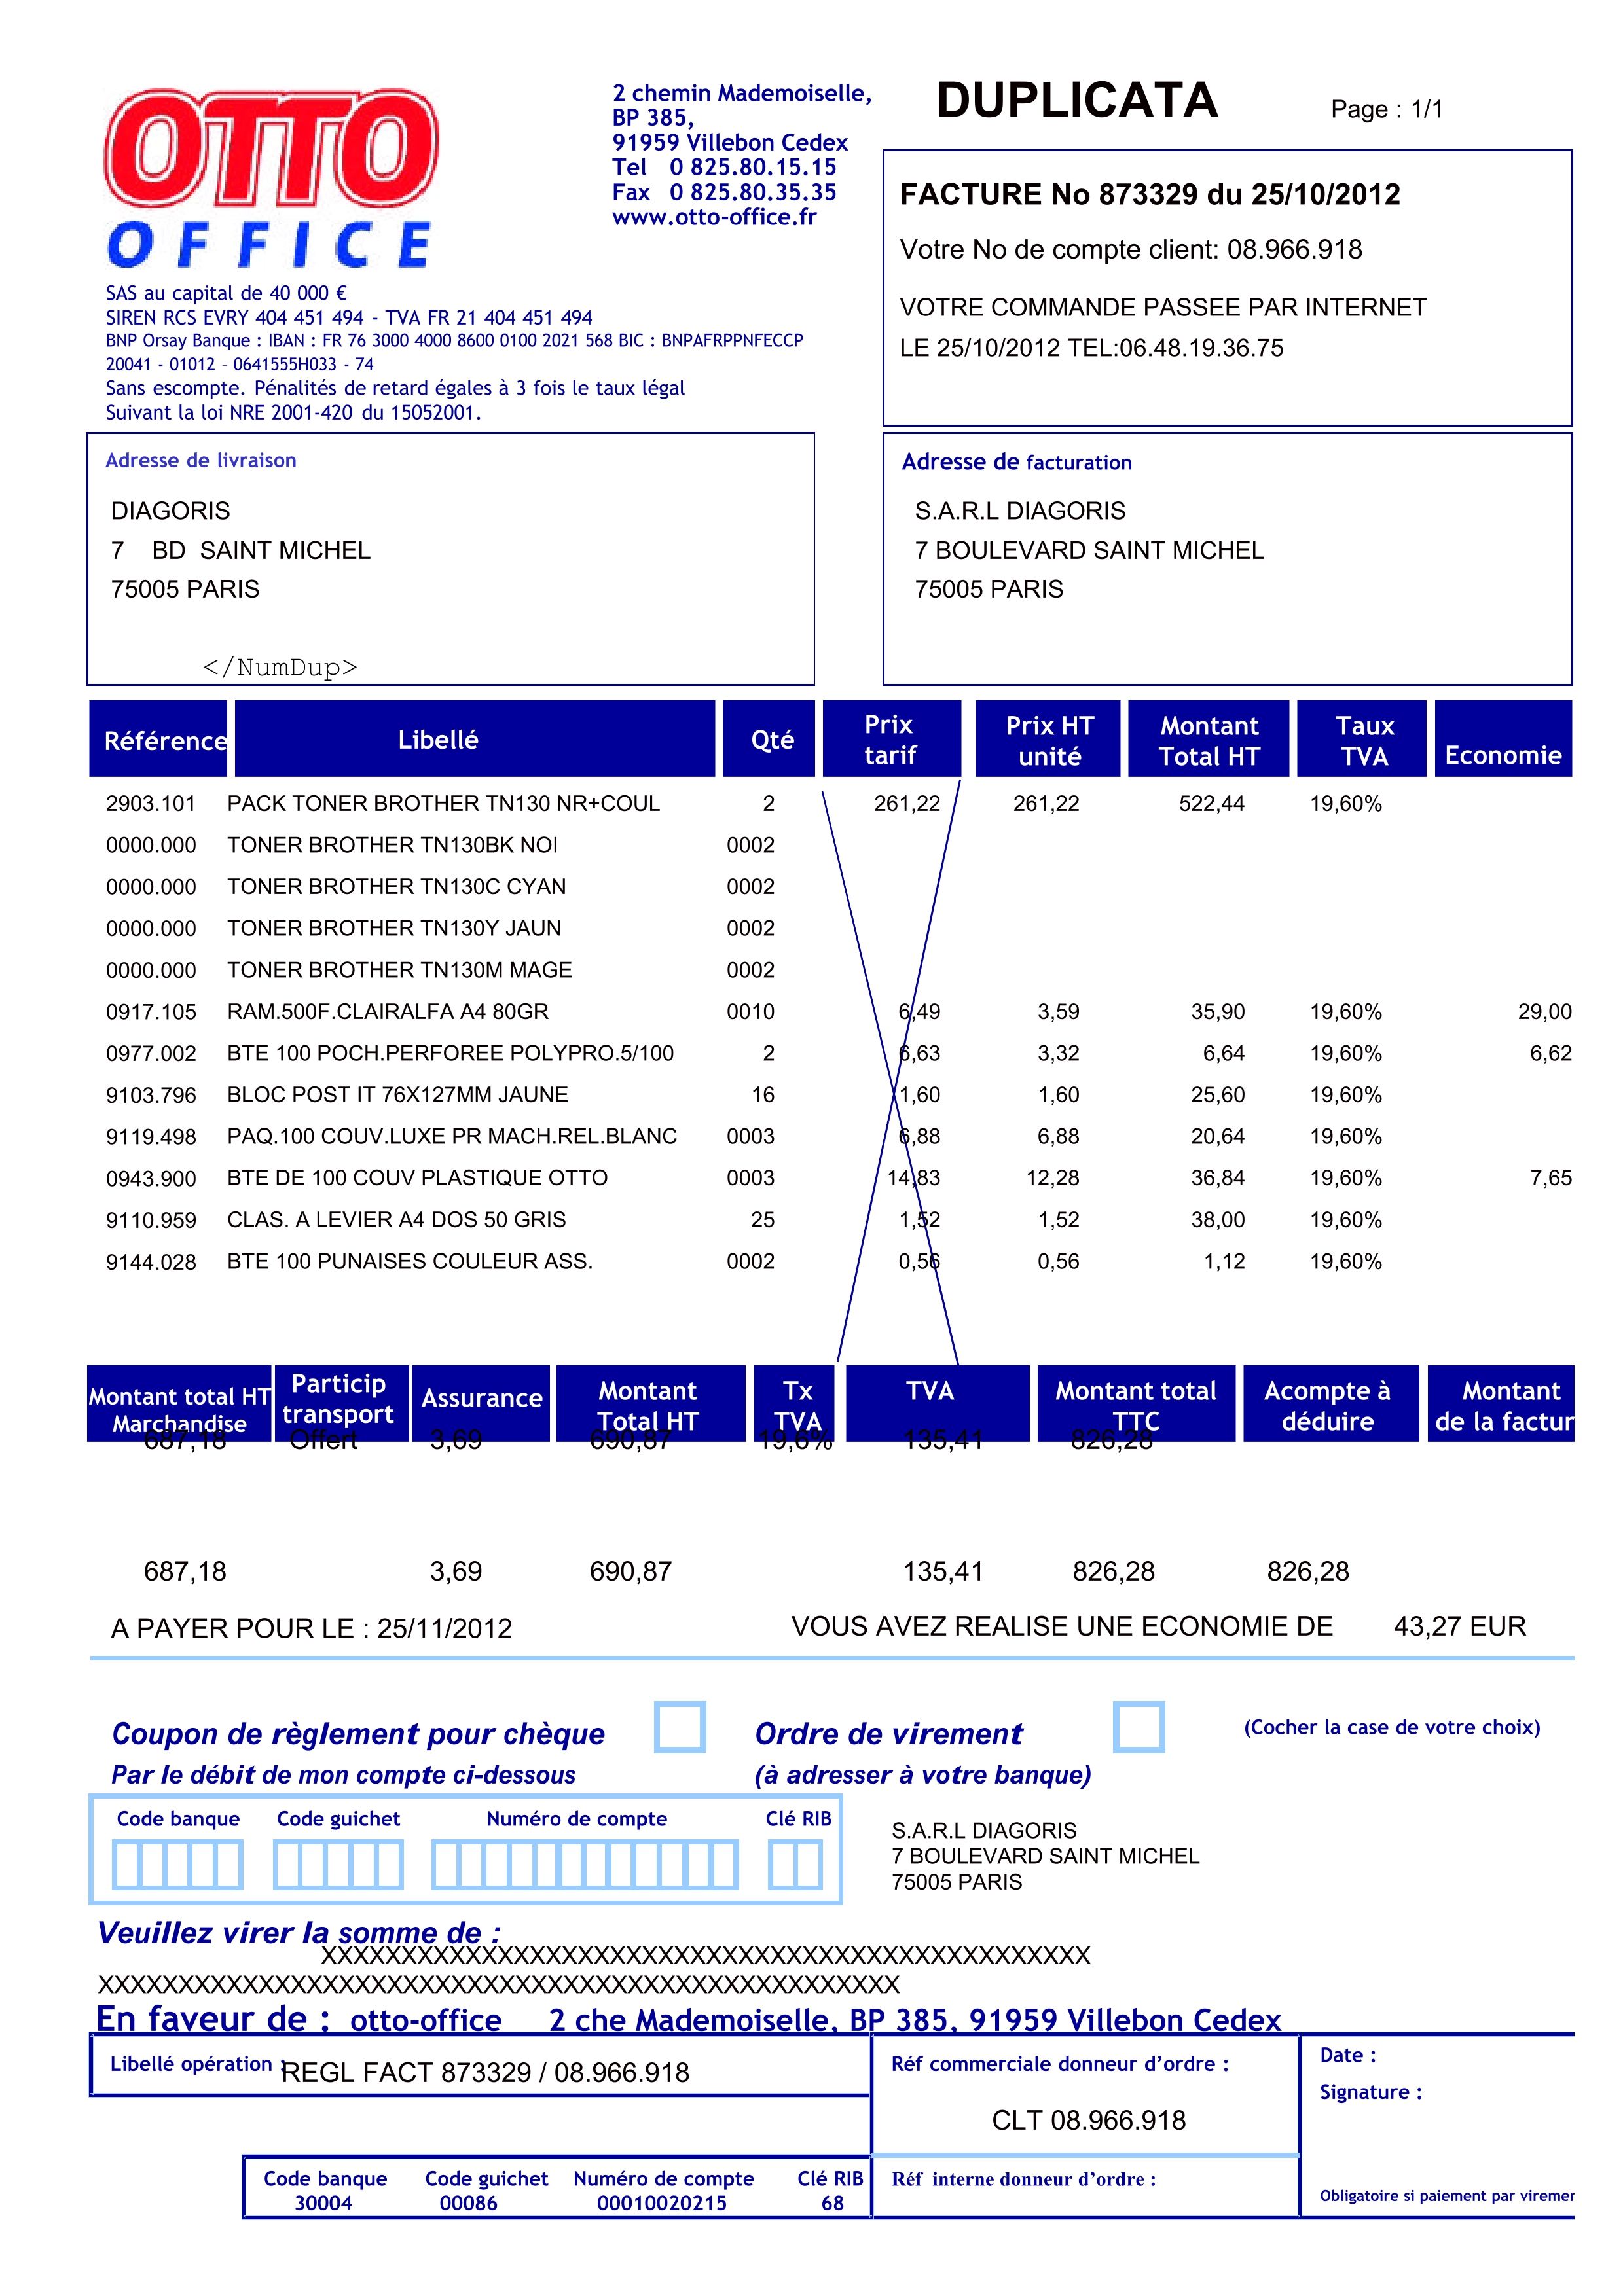 OTTO
OFFICE
2 chemin Mademoiselle,
BP 385,
91959 Villebon Cedex
Tel 0 825.80.15.15
Fax 0 825.80.35.35
www.otto-office.fr
DUPLICATA
Page : 1/1
FACTURE No 873329 du 25/10/2012
Votre No de compte client: 08.966.918
VOTRE COMMANDE PASSEE PAR INTERNET
LE 25/10/2012 TEL:06.48.19.36.75
SAS au capital de 40 000 €
SIREN RCS EVRY 404 451 494 - TVA FR 21 404 451 494
BNP Orsay Banque : IBAN : FR 76 3000 4000 8600 0100 2021 568 BIC : BNPAFRPPNFECCP
20041 - 01012 - 0641555H033 - 74
Sans escompte. Pénalités de retard égales à 3 fois le taux légal
Suivant la loi NRE 2001-420 du 15052001.
Adresse de livraison
DIAGORIS
7 BD SAINT MICHEL
75005 PARIS
</NumDup>
Adresse de facturation
S.A.R.L DIAGORIS
7 BOULEVARD SAINT MICHEL
75005 PARIS
Référence Libellé Qté Prix tarif Prix HT unité Montant Total HT Taux TVA Economie
2903.101 PACK TONER BROTHER TN130 NR+COUL 2 261,22 261,22 522,44 19,60%
0000.000 TONER BROTHER TN130BK NOI 0002
0000.000 TONER BROTHER TN130C CYAN 0002
0000.000 TONER BROTHER TN130Y JAUN 0002
0000.000 TONER BROTHER TN130M MAGE 0002
0917.105 RAM.500F.CLAIRALFA A4 80GR 0010 6,49 3,59 35,90 19,60% 29,00
0977.002 BTE 100 POCH.PERFOREE POLYPRO.5/100 2 6,63 3,32 6,64 19,60% 6,62
9103.796 BLOC POST IT 76X127MM JAUNE 16 1,60 1,60 25,60 19,60%
9119.498 PAQ.100 COUV.LUXE PR MACH.REL.BLANC 0003 6,88 6,88 20,64 19,60%
0943.900 BTE DE 100 COUV PLASTIQUE OTTO 0003 14,83 12,28 36,84 19,60% 7,65
9110.959 CLAS. A LEVIER A4 DOS 50 GRIS 25 1,52 1,52 38,00 19,60%
9144.028 BTE 100 PUNAISES COULEUR ASS. 0002 0,56 0,56 1,12 19,60%
Montant total HT Marchandise Particip transport Assurance Montant Total HT Tx TVA TVA Montant total TTC Acompte à déduire Montant de la factur
687,18 Offert 3,69 690,87 19,6% 135,41 826,28
687,18 3,69 690,87 135,41 826,28 826,28
A PAYER POUR LE : 25/11/2012 VOUS AVEZ REALISE UNE ECONOMIE DE 43,27 EUR
Coupon de règlement pour chèque Ordre de virement (Cocher la case de votre choix)
Par le débit de mon compte ci-dessous (à adresser à votre banque)
Code banque Code guichet Numéro de compte Clé RIB
S.A.R.L DIAGORIS
7 BOULEVARD SAINT MICHEL
75005 PARIS
Veuillez virer la somme de :
XXXXXXXXXXXXXXXXXXXXXXXXXXXXXXXXXXXXXXXXXXXXXXXX
XXXXXXXXXXXXXXXXXXXXXXXXXXXXXXXXXXXXXXXXXXXXXXXXXX
En faveur de : otto-office 2 che Mademoiselle, BP 385, 91959 Villebon Cedex
Libellé opération : REGL FACT 873329 / 08.966.918
Réf commerciale donneur d’ordre :
CLT 08.966.918
Date :
Signature :
Code banque Code guichet Numéro de compte Clé RIB
30004 00086 00010020215 68
Réf interne donneur d’ordre :
Obligatoire si paiement par viremer